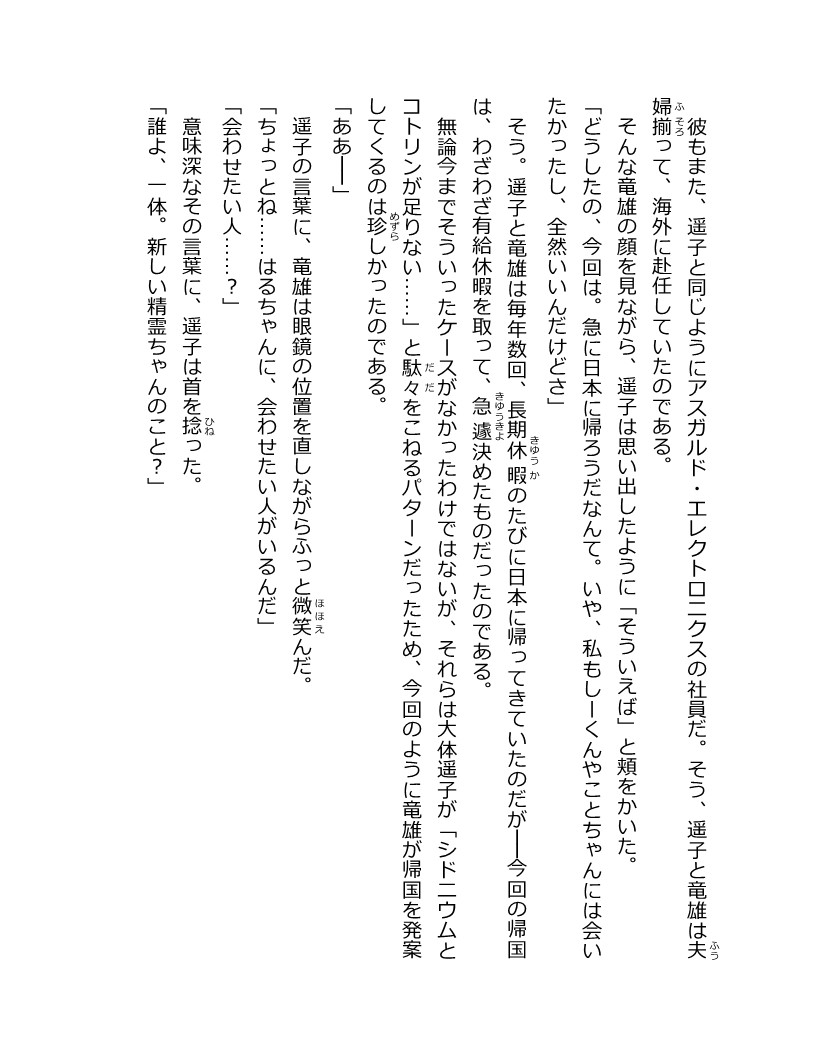 彼もまた、遥子と同じようにアスガルド・エレクトロニクスの社員だ。そう、遥子と竜雄は夫
婦揃って、海外に赴任していたのである。
そんな竜雄の顔を見ながら、遥子は思い出したように「そういえば」と頬をかいた。
「どうしたの、今回は。急に日本に帰ろうだなんて。いや、私もしーくんやことちゃんには会い
たかったし、全然いいんだけどさ」
そう。遥子と竜雄は毎年数回、長期休暇のたびに日本に帰ってきていたのだが──今回の帰国
は、わざわざ有給休暇を取って、急遽決めたものだったのである。
無論今までそういったケースがなかったわけではないが、それらは大体遥子が「シドニウムと
コトリンが足りない……」と駄々をこねるパターンだったため、今回のように竜雄が帰国を発案
してくるのは珍しかったのである。
「ああ──」
遥子の言葉に、竜雄は眼鏡の位置を直しながらふっと微笑んだ。
「ちょっとね……はるちゃんに、会わせたい人がいるんだ」
「会わせたい人……？」
意味深なその言葉に、遥子は首を捻った。
「誰よ、一体。新しい精霊ちゃんのこと？」